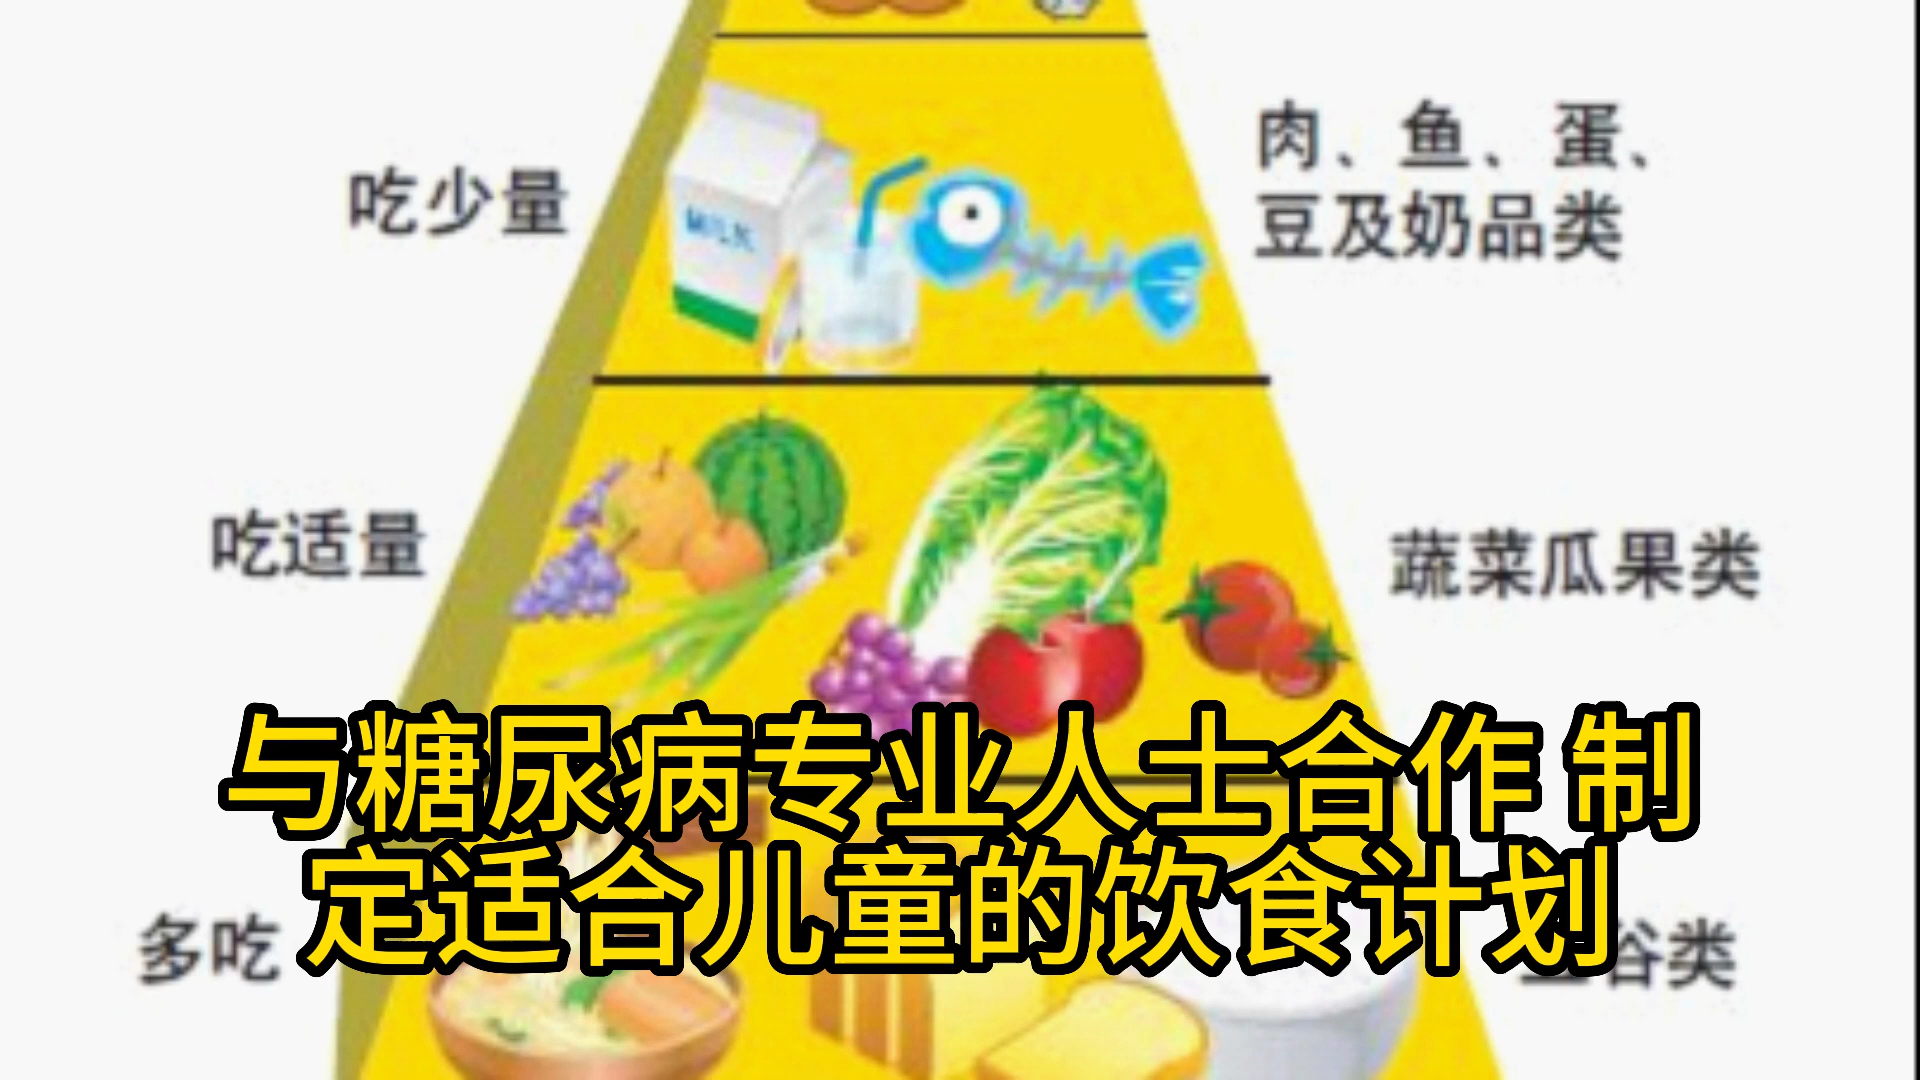 肉、鱼、蛋、
豆及奶品类
吃少量
MILK
吃适量
蔬菜瓜果类
与糖尿病专业人士合作 制
定适合儿童的饮食计划
多吃
谷类